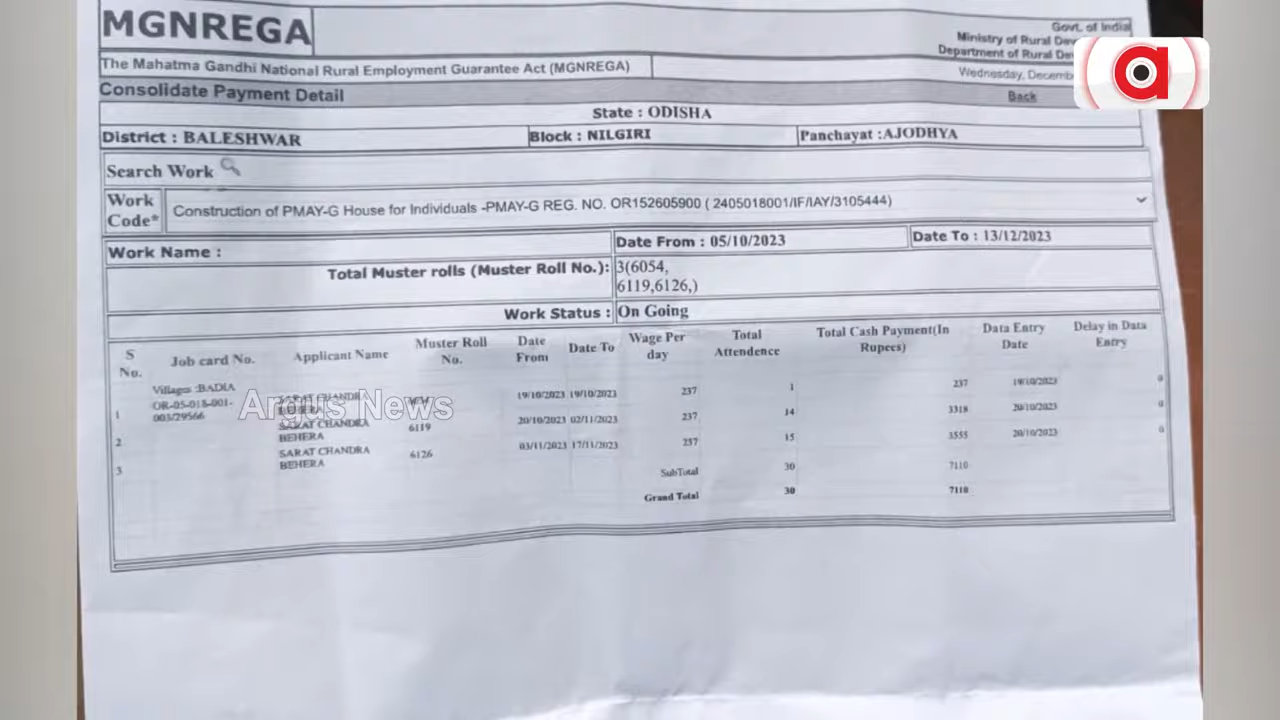 MGNREGA
Govt. of India
Ministry of Rural
Department of Rural
The Mahatma Gandhi National Rural Employment Guarantee Act (MGNREGA)
Wednesday,
Consolidate Payment Detail
Back
State : ODISHA
District : BALESHWAR Block : NILGIRI Panchayat :AJODHYA
Search Work
Work Code* Construction of PMAY-G House for Individuals -PMAY-G REG. NO. OR152605900 ( 2405018001/IF/IAY/3105444)
Work Name : Date From : 05/10/2023 Date To : 13/12/2023
Total Muster rolls (Muster Roll No.): 3(6054,
6119,6126,)
Work Status : On Going
S No. Job card No. Applicant Name Muster Roll No. Date From Date To Wage Per day Total Attendence Total Cash Payment(In Rupees) Data Entry Date Delay in Data Entry
Villages :BADIA
1 OR-05-018-001-003/29566 SARAT CHANDRA BEHERA 19/10/2023 19/10/2023 237 1 237 19/10/2023 0
2 SARAT CHANDRA BEHERA 6119 20/10/2023 02/11/2023 237 14 3318 20/10/2023 0
3 SARAT CHANDRA BEHERA 6126 03/11/2023 17/11/2023 237 15 3555 20/10/2023 0
SubTotal 30 7110
Grand Total 30 7110
Argus News
a